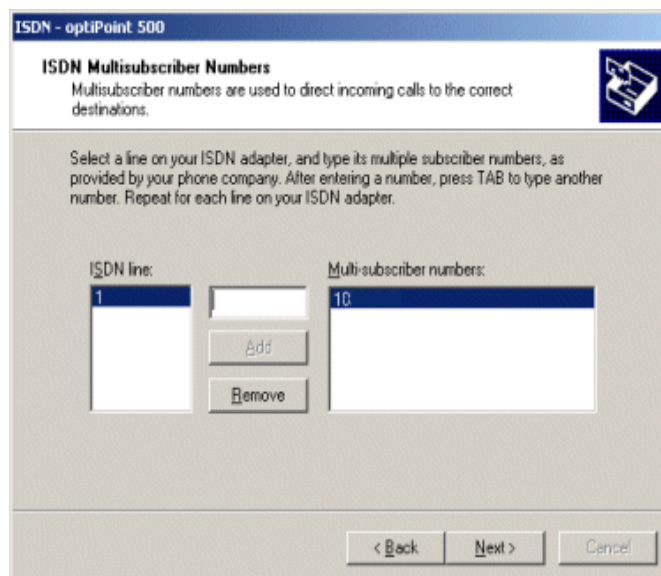 ISDN - optiPoint 500
ISDN Multisubscriber Numbers
Multisubscriber numbers are used to direct incoming calls to the correct
destinations.
Select a line on your ISDN adapter, and type its multiple subscriber numbers, as
provided by your phone company. After entering a number, press TAB to type another
number. Repeat for each line on your ISDN adapter.
ISDN line:
Multi-subscriber numbers:
1
10
Add
Remove
< Back
Next >
Cancel